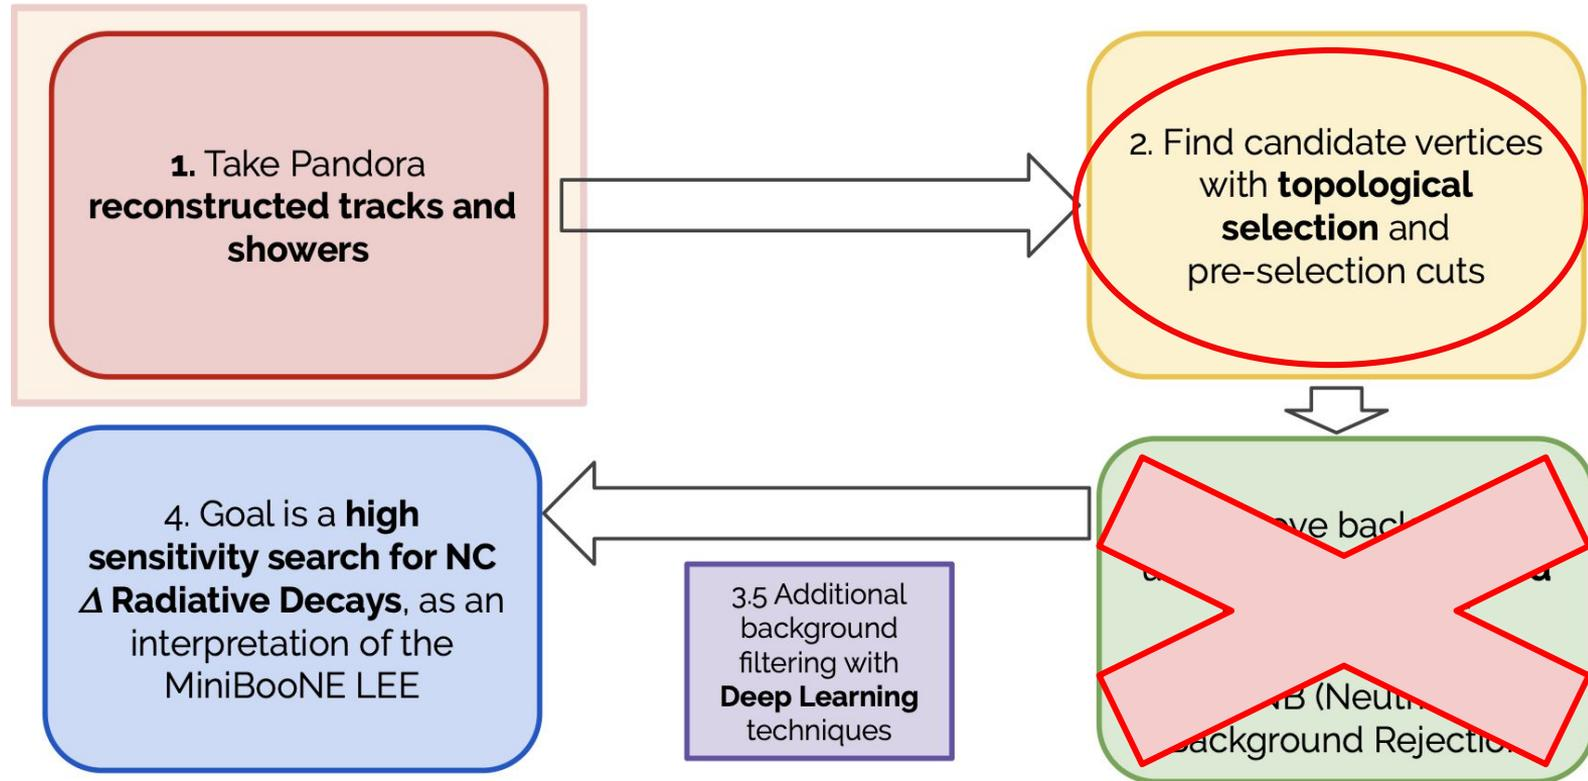 1. Take Pandora
reconstructed tracks and
showers
2. Find candidate vertices
with topological
selection and
pre-selection cuts
4. Goal is a high
sensitivity search for NC
Δ Radiative Decays, as an
interpretation of the
MiniBooNE LEE
3.5 Additional
background
filtering with
Deep Learning
techniques